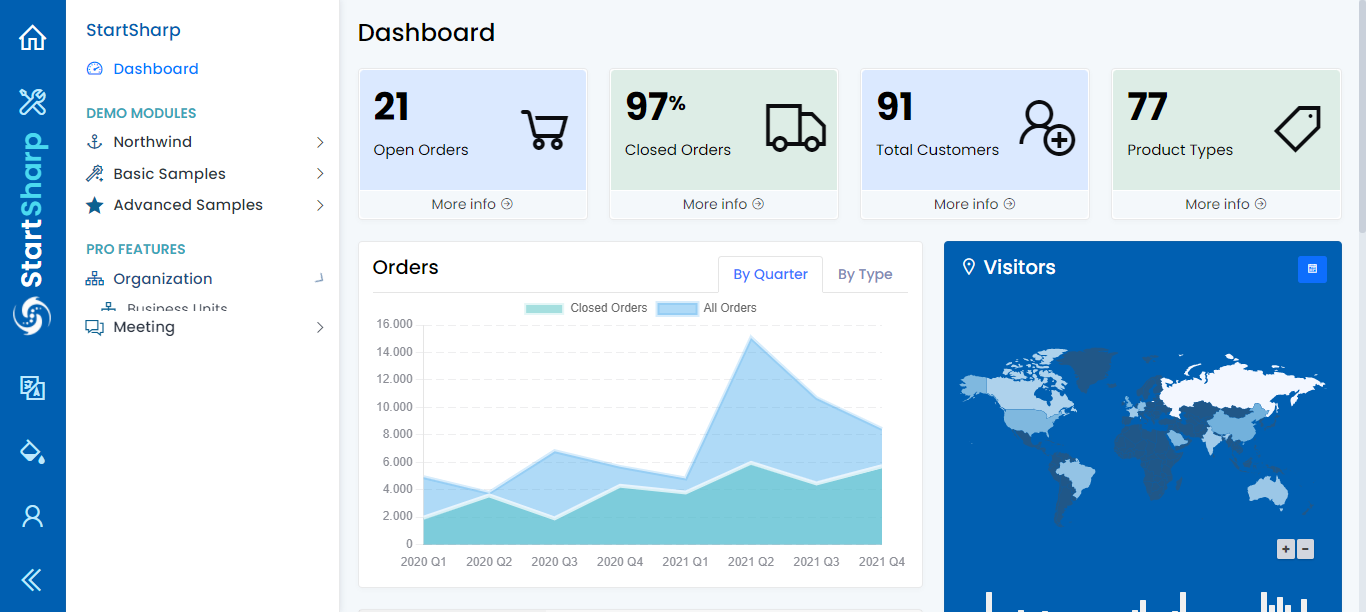 StartSharp
StartSharp
Dashboard
DEMO MODULES
Northwind
Basic Samples
Advanced Samples
PRO FEATURES
Organization
Business Units
Meeting
Dashboard
21
Open Orders
More info
97%
Closed Orders
More info
91
Total Customers
More info
77
Product Types
More info
Orders
By Quarter
By Type
Closed Orders
All Orders
16.000
14.000
12.000
10.000
8.000
6.000
4.000
2.000
0
2020 Q1
2020 Q2
2020 Q3
2020 Q4
2021 Q1
2021 Q2
2021 Q3
2021 Q4
Visitors
+
−